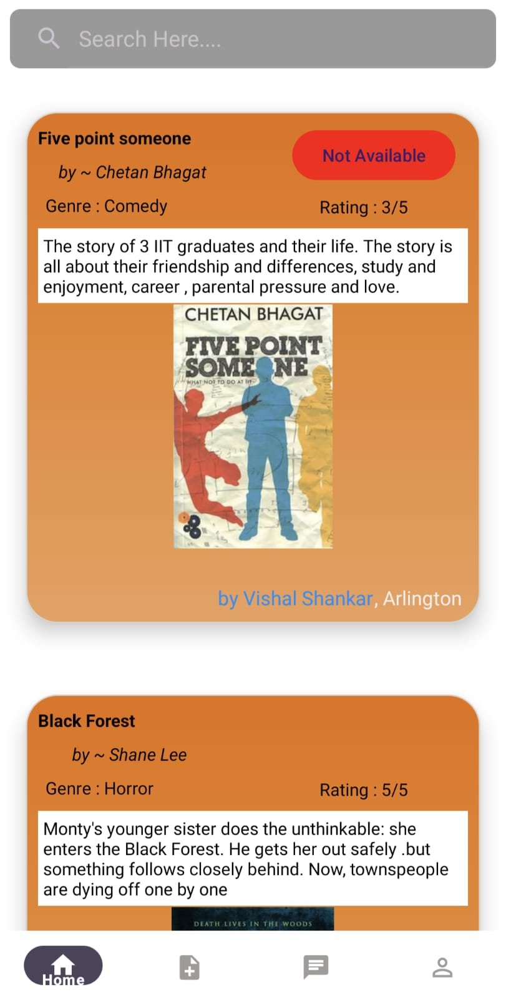 Search Here....
Five point someone
Not Available
by ~ Chetan Bhagat
Genre : Comedy
Rating : 3/5
The story of 3 IIT graduates and their life. The story is
all about their friendship and differences, study and
enjoyment, career , parental pressure and love.
CHETAN BHAGAT
FIVE POINT
SOMEONE
WHAT NOT TO DO AT IIT
by Vishal Shankar, Arlington
Black Forest
by ~ Shane Lee
Genre : Horror
Rating : 5/5
Monty's younger sister does the unthinkable: she
enters the Black Forest. He gets her out safely .but
something follows closely behind. Now, townspeople
are dying off one by one
DEATH LIVES IN THE WOODS
Home